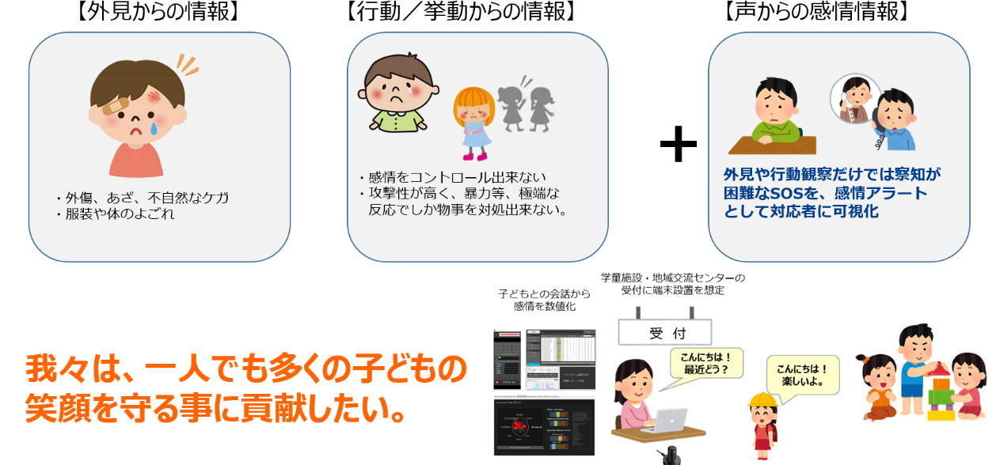 【外見からの情報】
【行動／挙動からの情報】
【声からの感情情報】
・外傷、あざ、不自然なケガ
・服装や体のよごれ
・感情をコントロール出来ない
・攻撃性が高く、暴力等、極端な
反応でしか物事を対処出来ない。
+
外見や行動観察だけでは察知が
困難なSOSを、感情アラート
として対応者に可視化
我々は、一人でも多くの子どもの
笑顔を守る事に貢献したい。
子どもとの会話から
感情を数値化
学童施設・地域交流センターの
受付に端末設置を想定
受 付
こんにちは！
最近どう？
こんにちは！
楽しいよ。